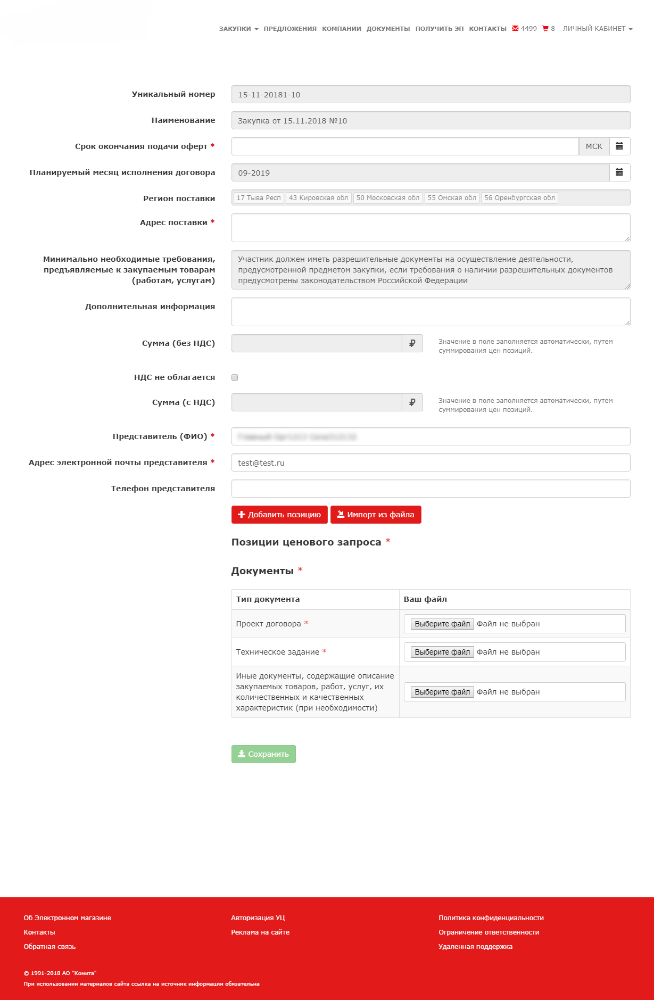 ЗАКУПКИ ПРЕДЛОЖЕНИЯ КОМПАНИИ ДОКУМЕНТЫ ПОЛУЧИТЬ ЭП КОНТАКТЫ 4499 8 ЛИЧНЫЙ КАБИНЕТ
Уникальный номер 15-11-20181-10
Наименование Закупка от 15.11.2018 №10
Срок окончания подачи оферт * МСК
Планируемый месяц исполнения договора 09-2019
Регион поставки 17 Тыва Респ 43 Кировская обл 50 Московская обл 55 Омская обл 56 Оренбургская обл
Адрес поставки *
Минимально необходимые требования,
предъявляемые к закупаемым товарам
(работам, услугам)
Участник должен иметь разрешительные документы на осуществление деятельности,
предусмотренной предметом закупки, если требования о наличии разрешительных документов
предусмотрены законодательством Российской Федерации
Дополнительная информация
Сумма (без НДС) ₽
Значение в поле заполняется автоматически, путем
суммирования цен позиций.
НДС не облагается
Сумма (с НДС) ₽
Значение в поле заполняется автоматически, путем
суммирования цен позиций.
Представитель (ФИО) *
Адрес электронной почты представителя * test@test.ru
Телефон представителя
Добавить позицию Импорт из файла
Позиции ценового запроса *
Документы *
Тип документа Ваш файл
Проект договора * Выберите файл Файл не выбран
Техническое задание * Выберите файл Файл не выбран
Иные документы, содержащие описание
закупаемых товаров, работ, услуг, их
количественных и качественных
характеристик (при необходимости)
Выберите файл Файл не выбран
Сохранить
Об Электронном магазине Авторизация УЦ Политика конфиденциальности
Контакты Реклама на сайте Ограничение ответственности
Обратная связь Удаленная поддержка
© 1991-2018 АО "Комита"
При использовании материалов сайта ссылка на источник информации обязательна